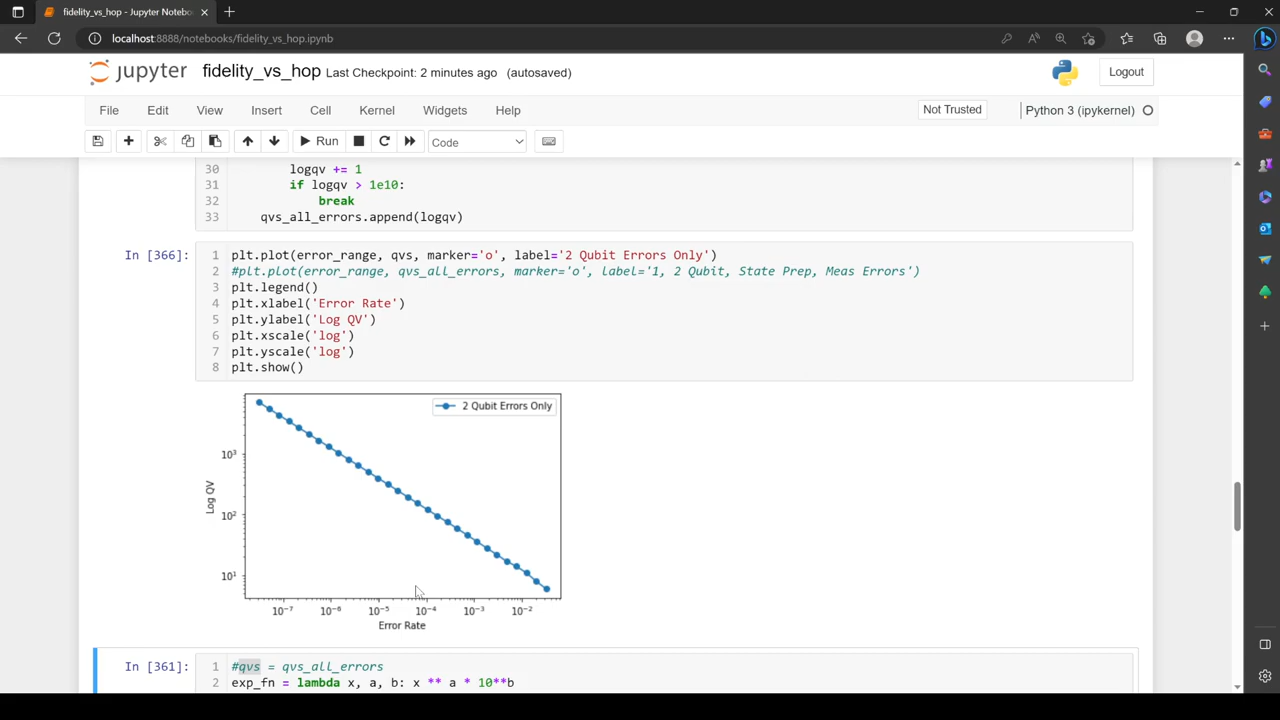 fidelity_vs_hop - Jupyter Notebo
localhost:8888/notebooks/fidelity_vs_hop.ipynb
Jupyter fidelity_vs_hop Last Checkpoint: 2 minutes ago (autosaved)
Logout
File Edit View Insert Cell Kernel Widgets Help
Not Trusted
Python 3 (ipykernel)
Run
Code
30 logqv += 1
31 if logqv > 1e10:
32 break
33 qvs_all_errors.append(logqv)
In [366]:
1 plt.plot(error_range, qvs, marker='o', label='2 Qubit Errors Only')
2 #plt.plot(error_range, qvs_all_errors, marker='o', label='1, 2 Qubit, State Prep, Meas Errors')
3 plt.legend()
4 plt.xlabel('Error Rate')
5 plt.ylabel('Log QV')
6 plt.xscale('log')
7 plt.yscale('log')
8 plt.show()
2 Qubit Errors Only
10³
10²
10¹
Log QV
10⁻⁷ 10⁻⁶ 10⁻⁵ 10⁻⁴ 10⁻³ 10⁻²
Error Rate
In [361]:
1 #qvs = qvs_all_errors
2 exp_fn = lambda x, a, b: x ** a * 10**b